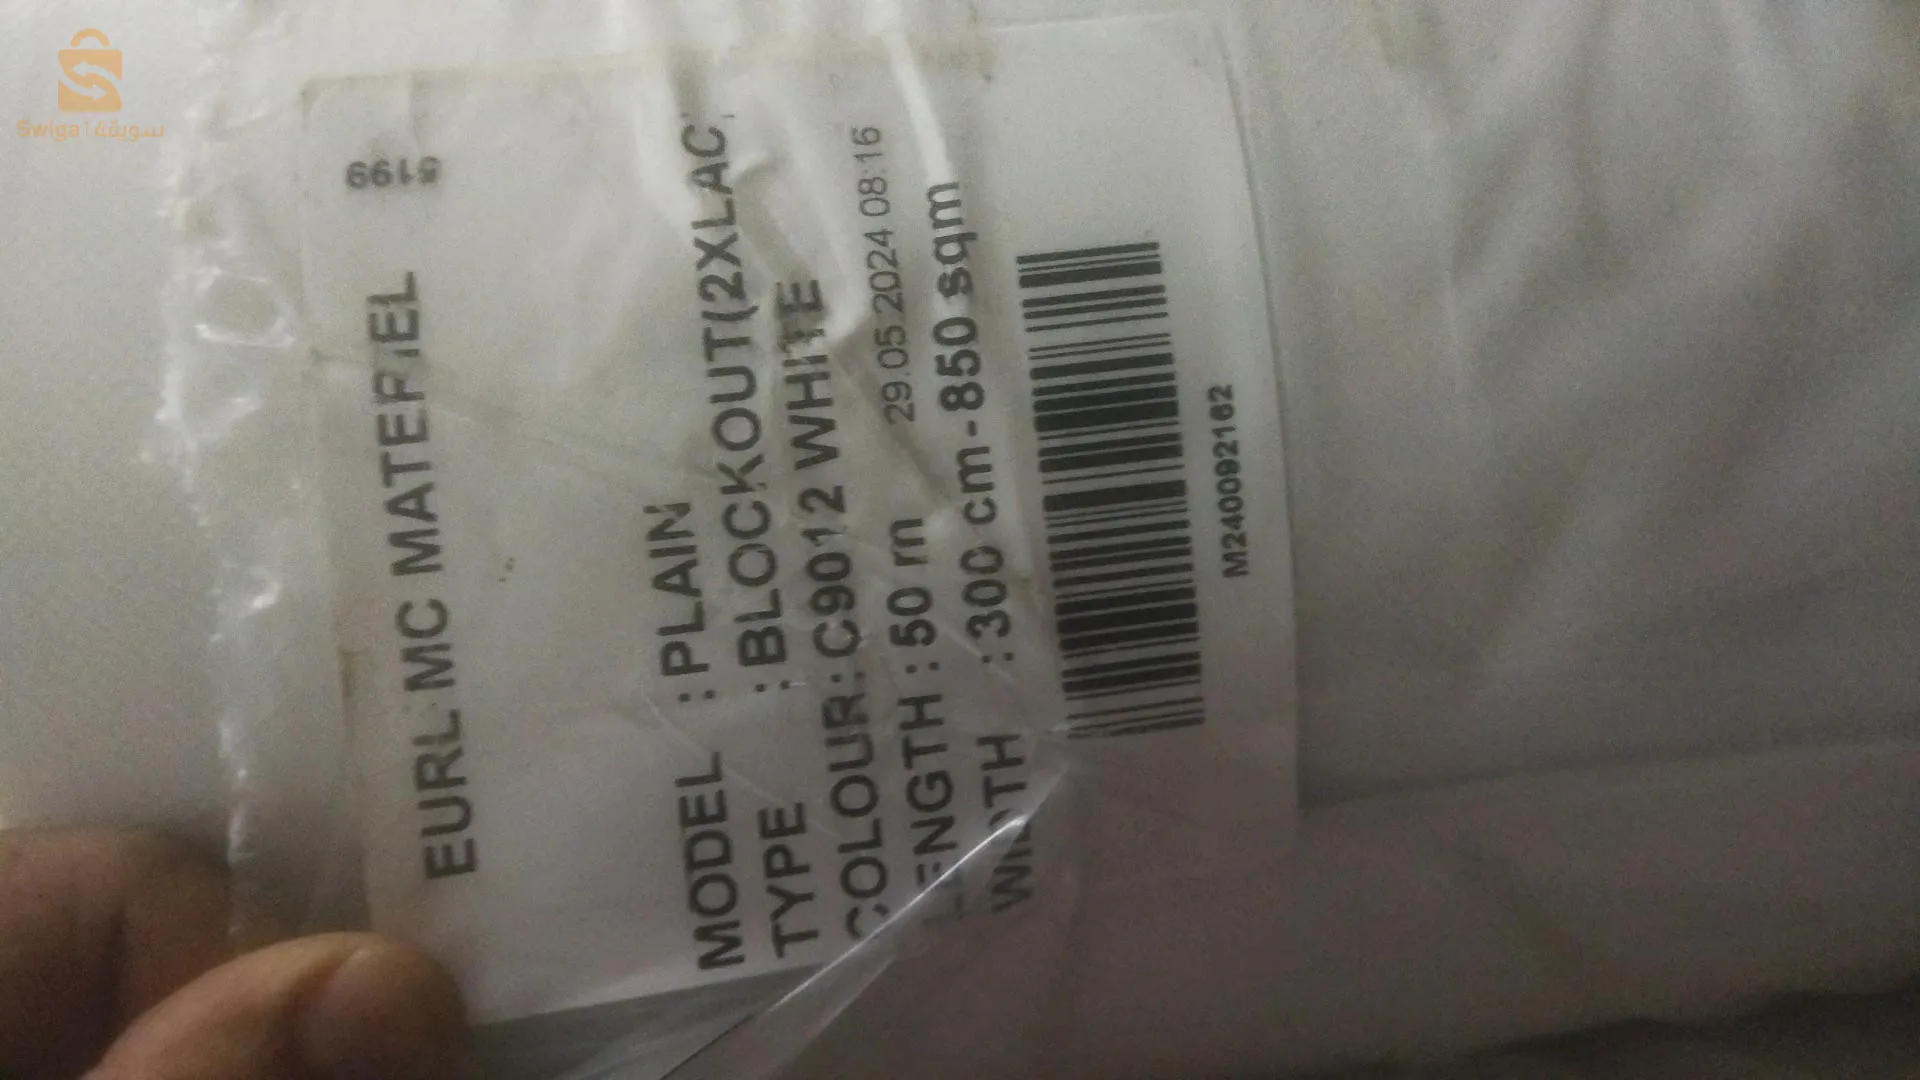 Swiga | سويقة
5199
EURL MC MATERIEL
MODEL : PLAIN
TYPE : BLOCKOUT(2XLAC
COLOUR : C9012 WHITE
29.05.2024 08:16
LENGTH : 50 m
WIDTH : 300 cm-850 sqm
M240092162